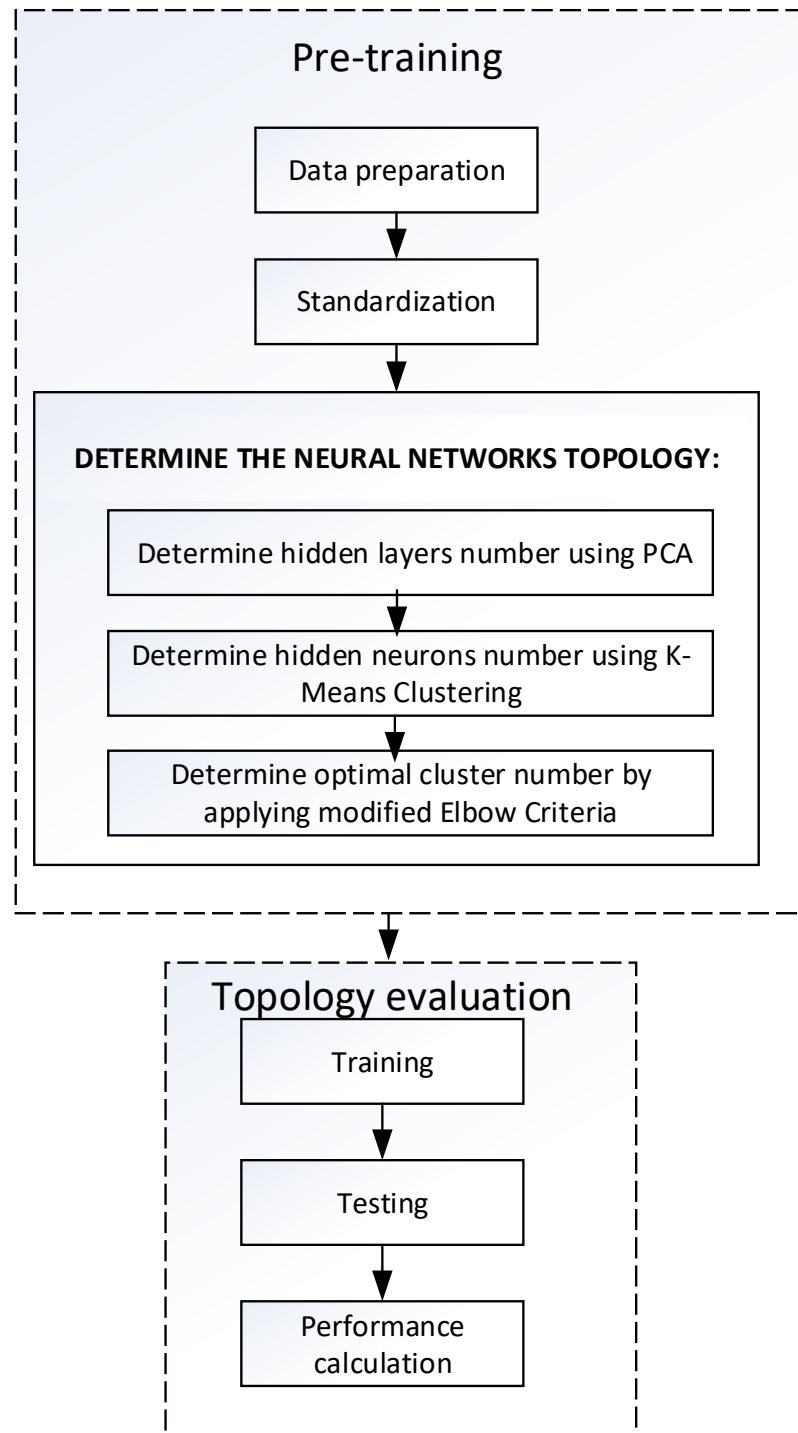 Pre-training
Data preparation
Standardization
DETERMINE THE NEURAL NETWORKS TOPOLOGY:
Determine hidden layers number using PCA
Determine hidden neurons number using K-
Means Clustering
Determine optimal cluster number by
applying modified Elbow Criteria
Topology evaluation
Training
Testing
Performance
calculation